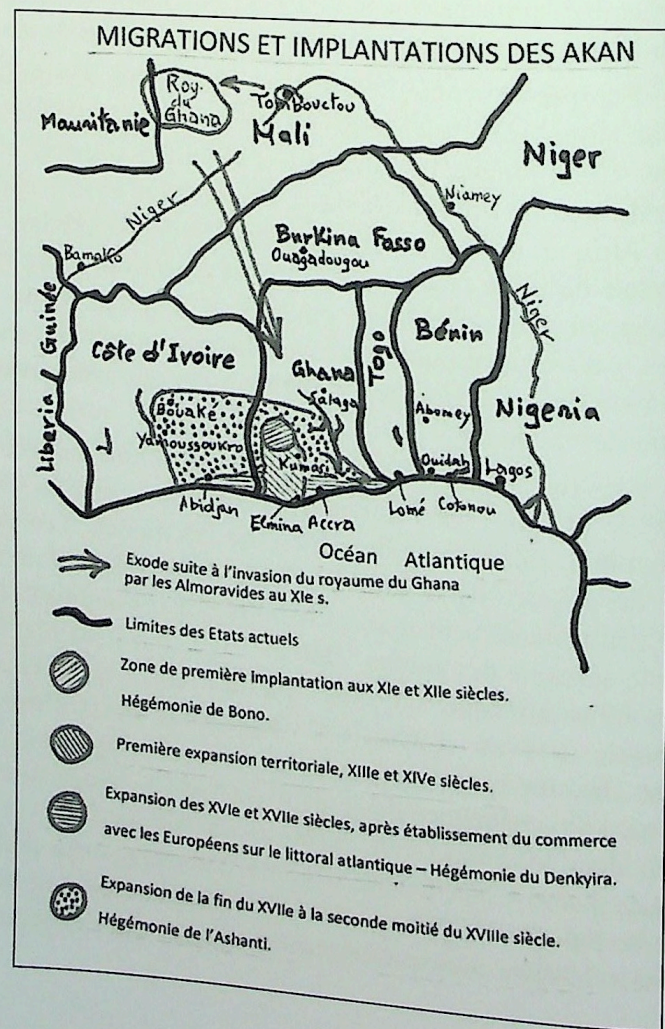 MIGRATIONS ET IMPLANTATIONS DES AKAN
Roy.
du
Ghana
Tombouctou
Mauritanie
Mali
Niger
Niger
Niamey
Bamako
Burkina Fasso
Ouagadougou
Niger
Guinée
Liberia
Côte d'Ivoire
Ghana
Togo
Bénin
Nigeria
Salaga
Abomey
Bouaké
Yamoussoukro
Kumasi
Ouidah
Lagos
Abidjan
Elmina
Accra
Lomé
Cotonou
Océan Atlantique
Exode suite à l'invasion du royaume du Ghana
par les Almoravides au XIe s.
Limites des Etats actuels
Zone de première implantation aux XIe et XIIe siècles.
Hégémonie de Bono.
Première expansion territoriale, XIIIe et XIVe siècles.
Expansion des XVIe et XVIIe siècles, après établissement du commerce
avec les Européens sur le littoral atlantique – Hégémonie du Denkyira.
Expansion de la fin du XVIIe à la seconde moitié du XVIIIe siècle.
Hégémonie de l'Ashanti.